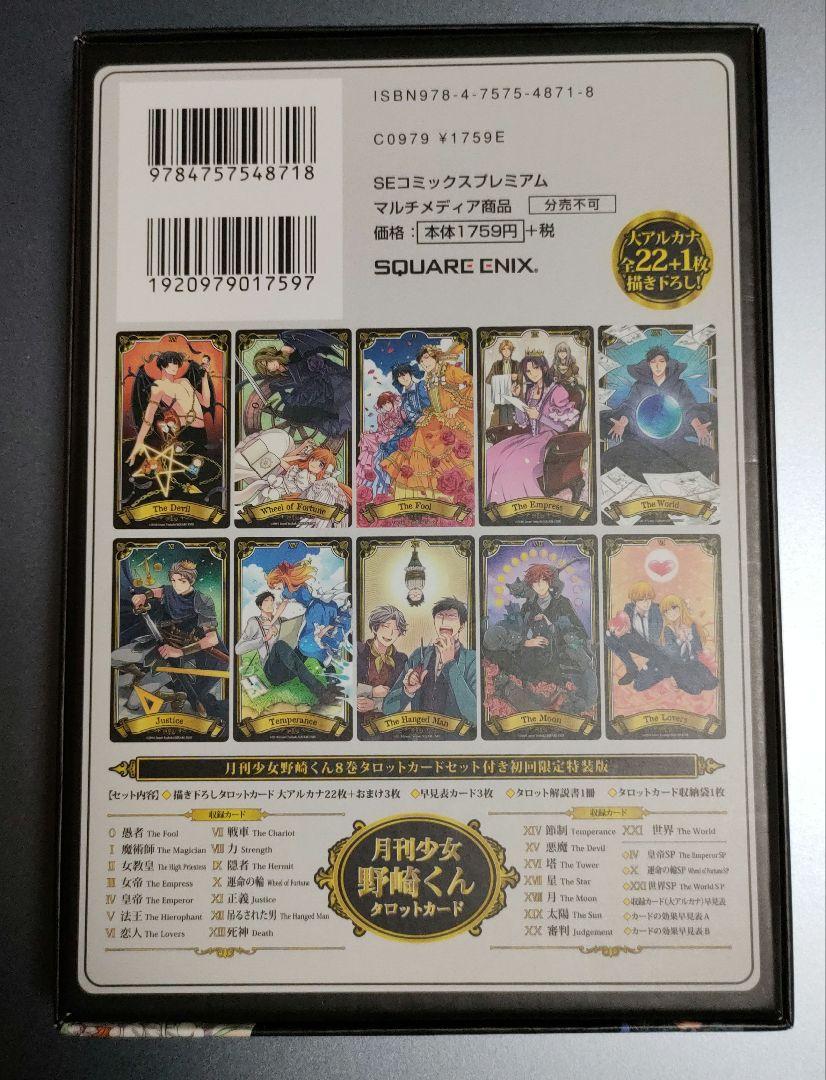 ISBN978-4-7575-4871-8
9784757548718
C0979 ¥1759E
SEコミックスプレミアム
マルチメディア商品 分売不可
価格：本体1759円+税
1920979017597
SQUARE ENIX®
大アルカナ
全22+1枚
描き下ろし!
The Devil
Wheel of Fortune
The Fool
The Empress
The World
Justice
Temperance
The Hanged Man
The Moon
The Lovers
月刊少女野崎くん8巻タロットカードセット付き初回限定特装版
【セット内容】◇描き下ろしタロットカード 大アルカナ22枚+おまけ3枚 ◇早見表カード3枚 ◇タロット解説書1冊 ◇タロットカード収納袋1枚
収録カード
0 愚者 The Fool
I 魔術師 The Magician
II 女教皇 The High Priestess
III 女帝 The Empress
IV 皇帝 The Emperor
V 法王 The Hierophant
VI 恋人 The Lovers
VII 戦車 The Chariot
VIII 力 Strength
IX 隠者 The Hermit
X 運命の輪 Wheel of Fortune
XI 正義 Justice
XII 吊るされた男 The Hanged Man
XIII 死神 Death
月刊少女
野崎くん
タロットカード
収録カード
XIV 節制 Temperance
XV 悪魔 The Devil
XVI 塔 The Tower
XVII 星 The Star
XVIII 月 The Moon
XIX 太陽 The Sun
XX 審判 Judgement
XXI 世界 The World
◇IV 皇帝SP The Emperor SP
◇X 運命の輪SP Wheel of Fortune SP
◇XXI 世界SP The World SP
◇収録カード(大アルカナ)早見表
◇カードの効果早見表A
◇カードの効果早見表B